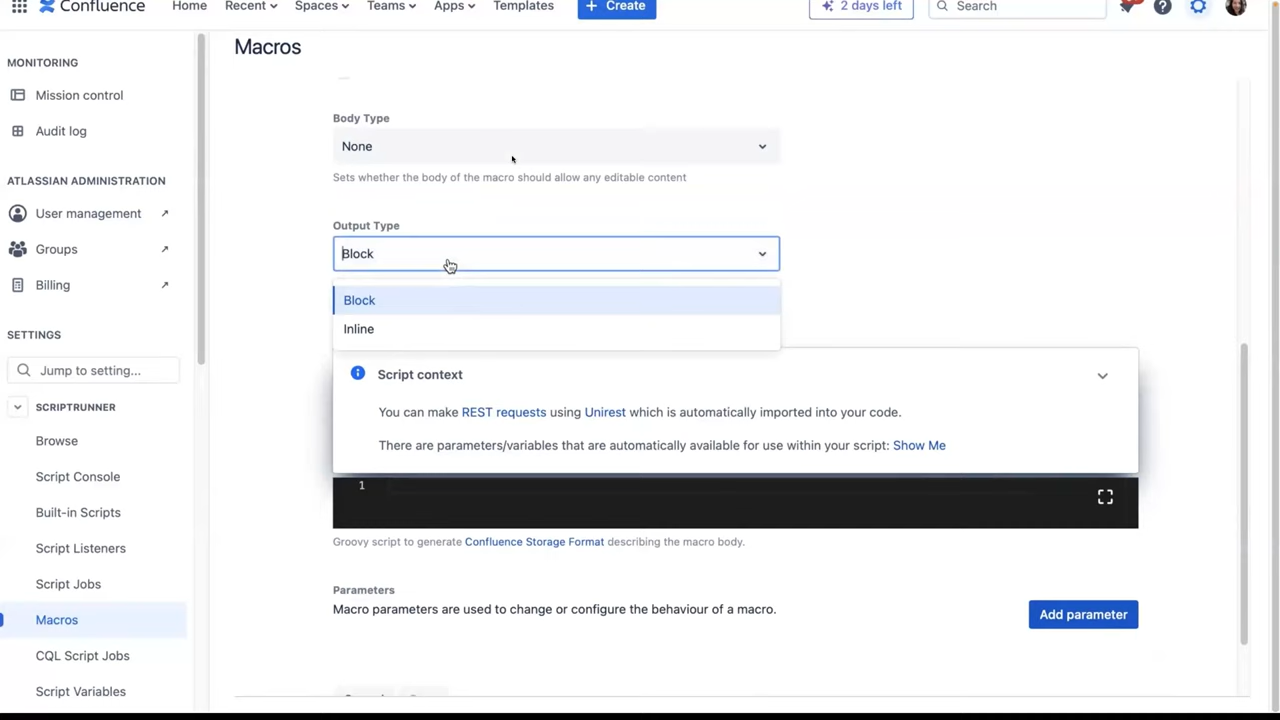 Confluence Home Recent Spaces Teams Apps Templates + Create 2 days left Search
Macros
MONITORING
Mission control
Audit log
ATLASSIAN ADMINISTRATION
User management
Groups
Billing
SETTINGS
Jump to setting...
SCRIPTRUNNER
Browse
Script Console
Built-in Scripts
Script Listeners
Script Jobs
Macros
CQL Script Jobs
Script Variables
Body Type
None
Sets whether the body of the macro should allow any editable content
Output Type
Block
Block
Inline
Script context
You can make REST requests using Unirest which is automatically imported into your code.
There are parameters/variables that are automatically available for use within your script: Show Me
1
Groovy script to generate Confluence Storage Format describing the macro body.
Parameters
Macro parameters are used to change or configure the behaviour of a macro.
Add parameter